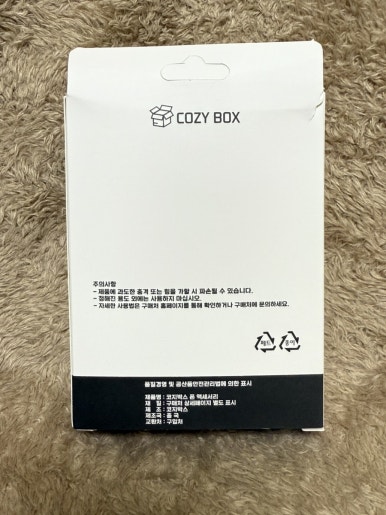 COZY BOX
주의사항
- 제품에 과도한 충격 또는 힘을 가할 시 파손될 수 있습니다.
- 정해진 용도 외에는 사용하지 마십시오.
- 자세한 사용법은 구매처 홈페이지를 통해 확인하거나 구매처에 문의하세요.
페트 종이
품질경영 및 공산품안전관리법에 의한 표시
제품명 : 코지박스 폰 액세서리
재 질 : 구매처 상세페이지 별도 표시
제 조 : 코지박스
제조국 : 중 국
교환처 : 구입처